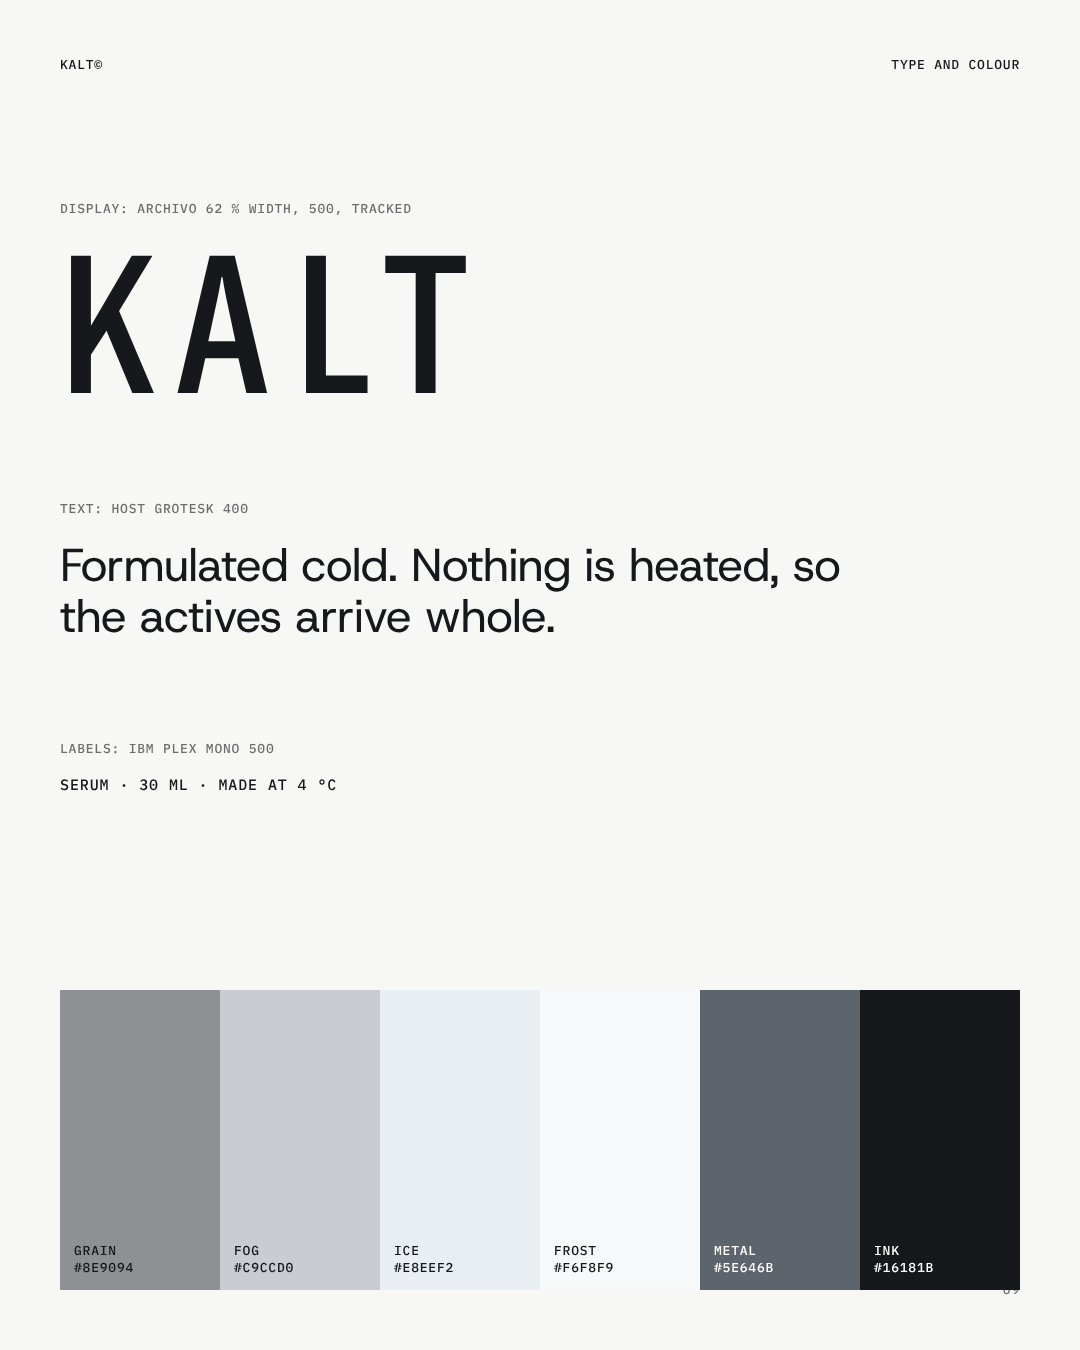 KALT©
TYPE AND COLOUR
DISPLAY: ARCHIVO 62 % WIDTH, 500, TRACKED
KALT
TEXT: HOST GROTESK 400
Formulated cold. Nothing is heated, so
the actives arrive whole.
LABELS: IBM PLEX MONO 500
SERUM · 30 ML · MADE AT 4 °C
GRAIN
#8E9094
FOG
#C9CCD0
ICE
#E8EEF2
FROST
#F6F8F9
METAL
#5E646B
INK
#16181B